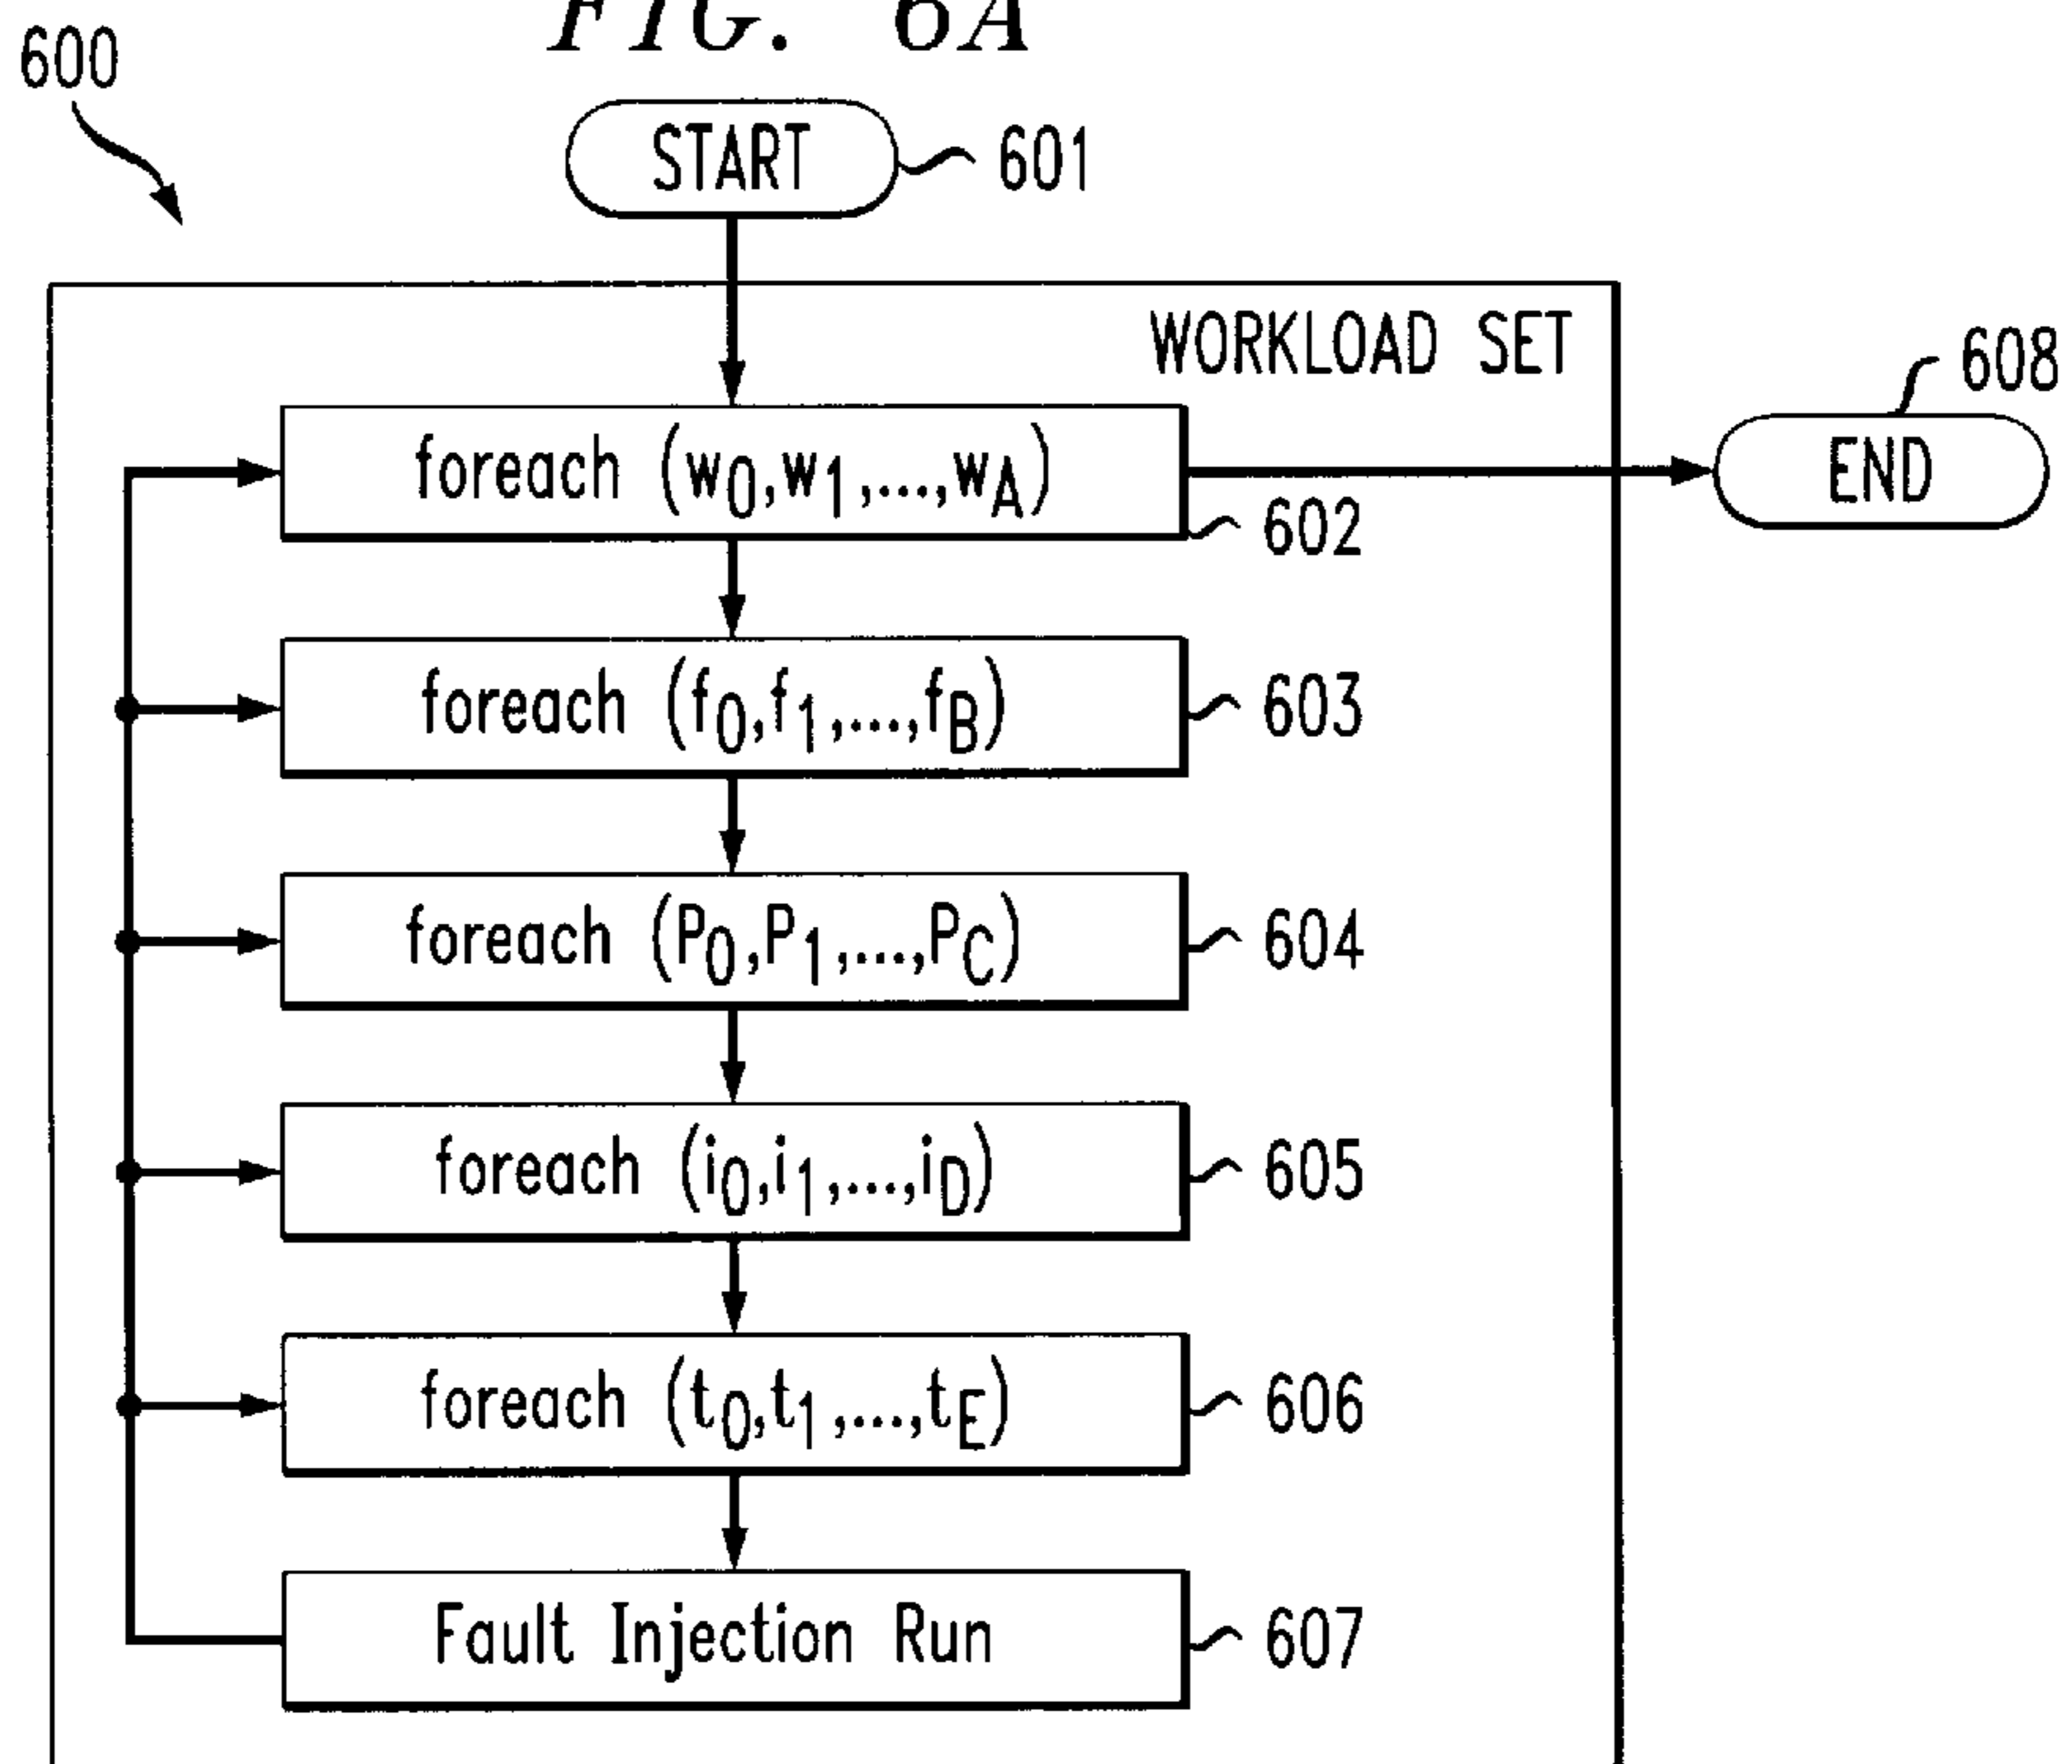 FIG. 6A
600
START
601
WORKLOAD SET
608
foreach (w0,w1,...,wA)
END
602
foreach (f0,f1,...,fB)
603
foreach (P0,P1,...,PC)
604
foreach (i0,i1,...,iD)
605
foreach (t0,t1,...,tE)
606
Fault Injection Run
607